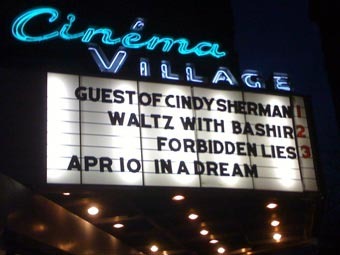 Cinéma
VILLAGE
GUEST OF CINDY SHERMAN 1
WALTZ WITH BASHIR 2
FORBIDDEN LIES 3
APR 10 IN A DREAM